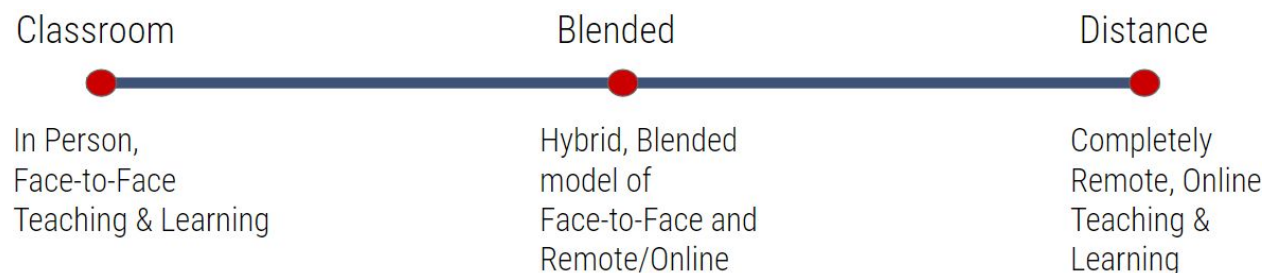 Classroom
Blended
Distance
In Person,
Face-to-Face
Teaching & Learning
Hybrid, Blended
model of
Face-to-Face and
Remote/Online
Completely
Remote, Online
Teaching &
Learning